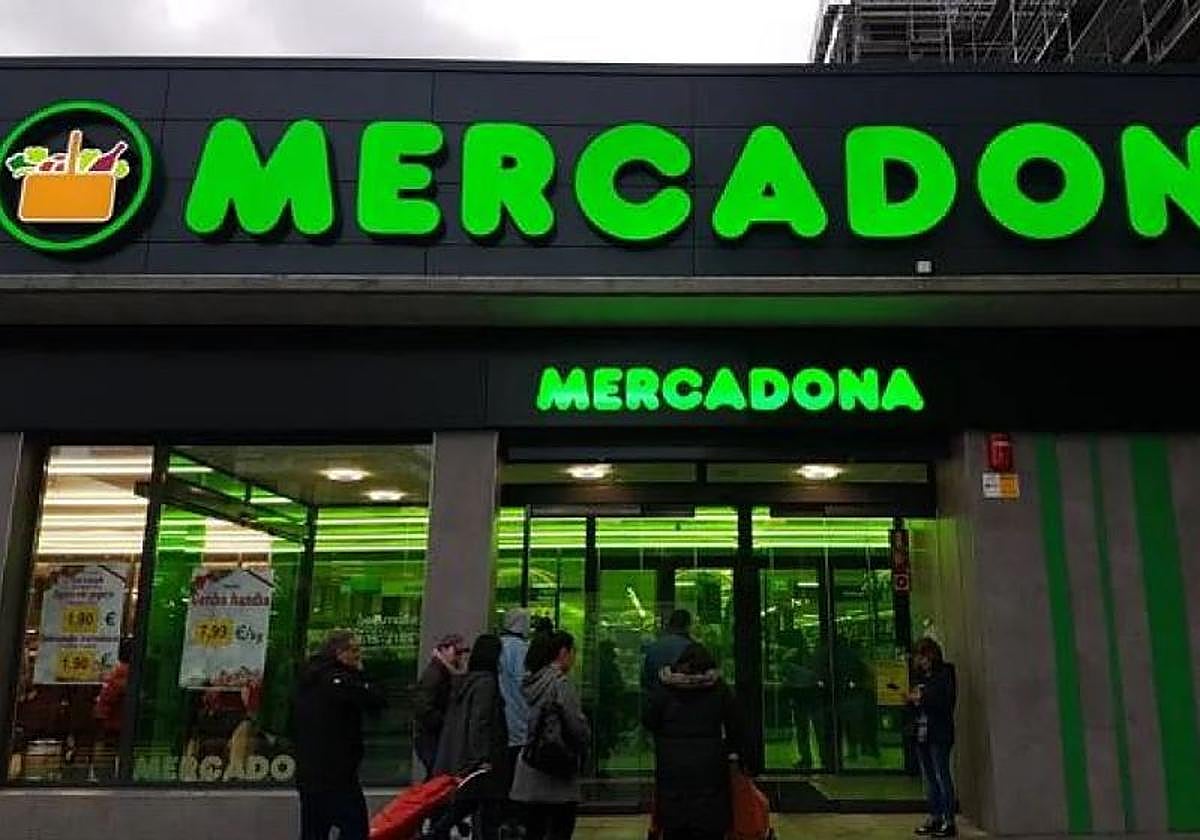 MERCADON
MERCADONA
1,90 €
1,90 €
7,99 €/kg
MERCADO